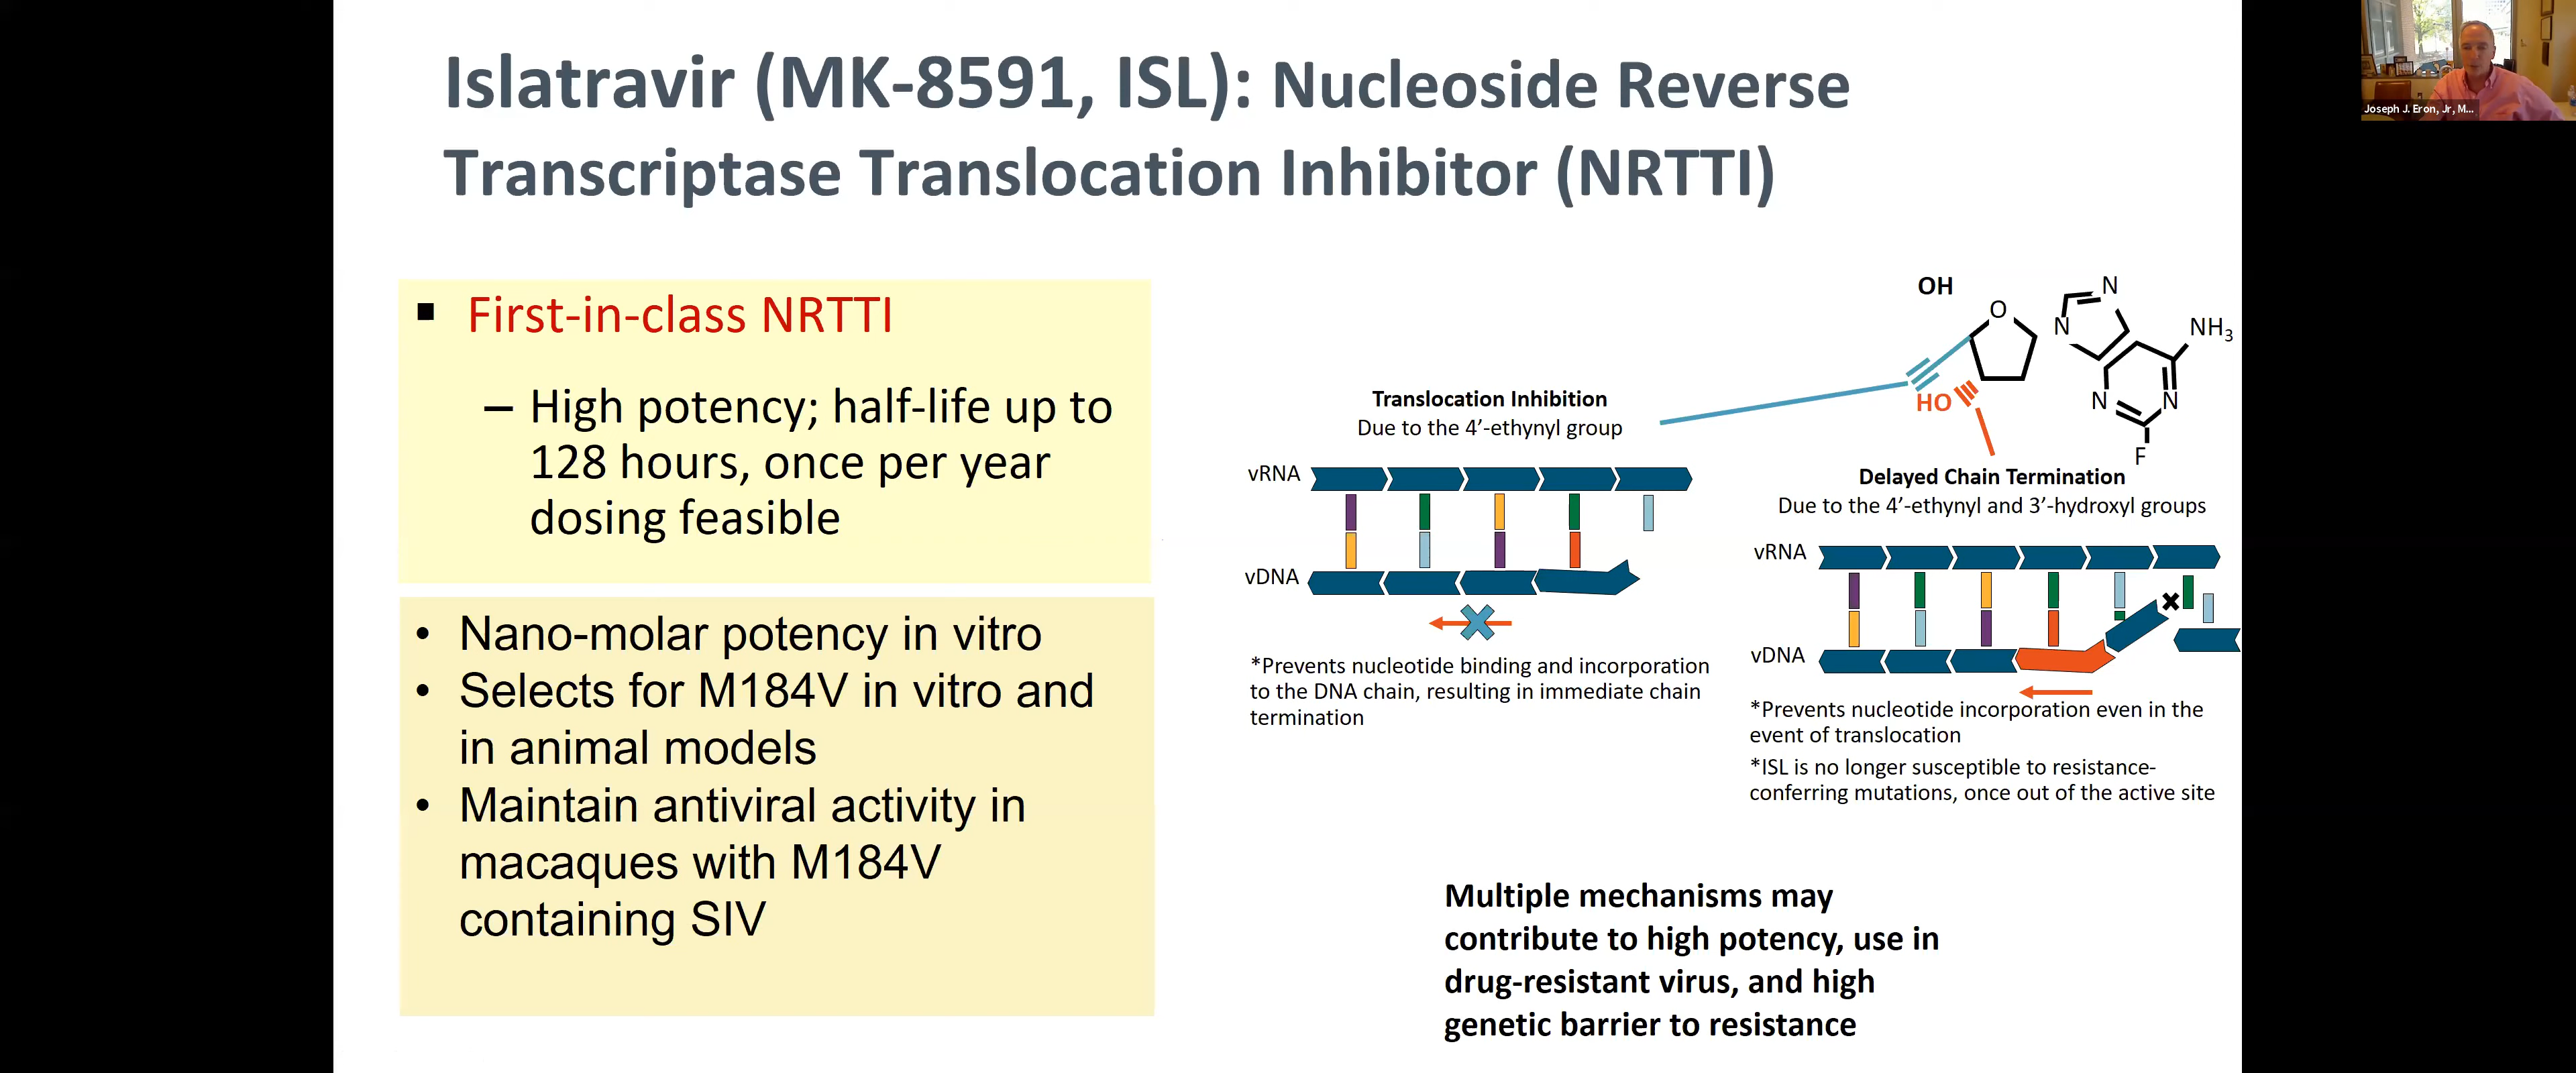 Islatravir (MK-8591, ISL): Nucleoside Reverse
Transcriptase Translocation Inhibitor (NRTTI)
Joseph J. Eron, Jr, M...
▪ First-in-class NRTTI
– High potency; half-life up to
128 hours, once per year
dosing feasible
• Nano-molar potency in vitro
• Selects for M184V in vitro and
in animal models
• Maintain antiviral activity in
macaques with M184V
containing SIV
Translocation Inhibition
Due to the 4’-ethynyl group
vRNA
vDNA
*Prevents nucleotide binding and incorporation
to the DNA chain, resulting in immediate chain
termination
OH
O
N
N
NH3
HO
N
N
F
Delayed Chain Termination
Due to the 4’-ethynyl and 3’-hydroxyl groups
vRNA
vDNA
*Prevents nucleotide incorporation even in the
event of translocation
*ISL is no longer susceptible to resistance-
conferring mutations, once out of the active site
Multiple mechanisms may
contribute to high potency, use in
drug-resistant virus, and high
genetic barrier to resistance